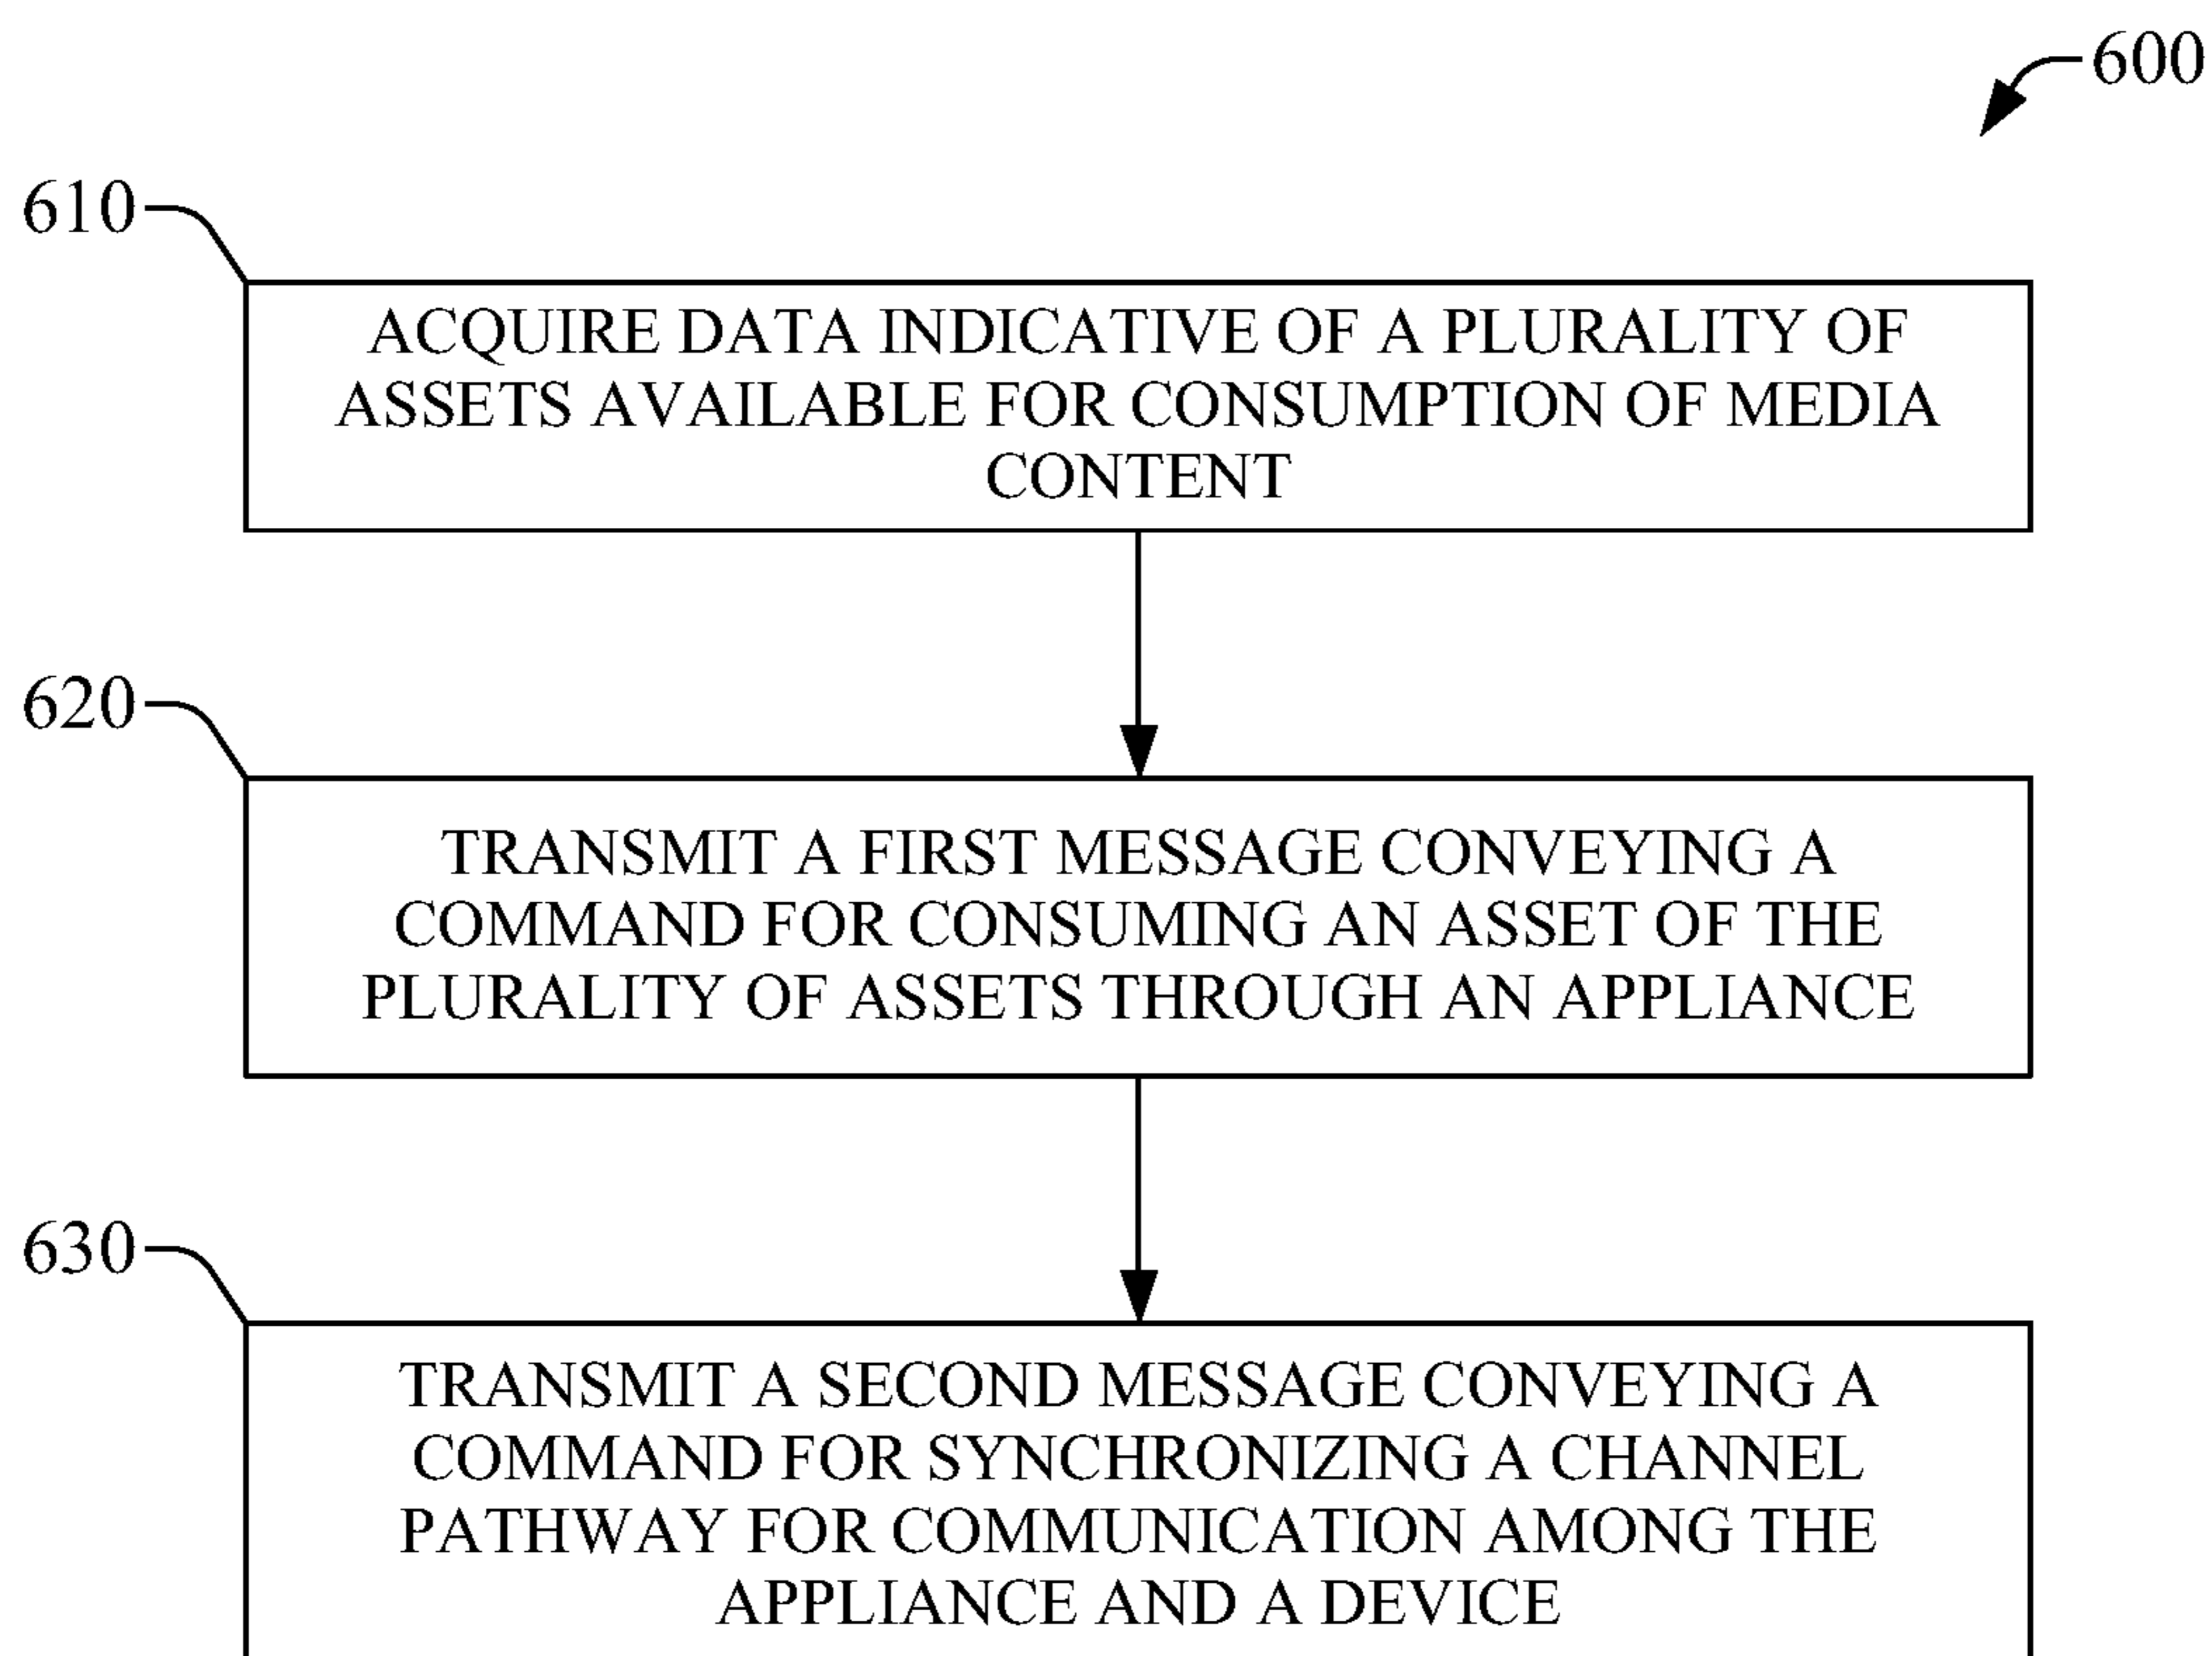 600
610
ACQUIRE DATA INDICATIVE OF A PLURALITY OF
ASSETS AVAILABLE FOR CONSUMPTION OF MEDIA
CONTENT
620
TRANSMIT A FIRST MESSAGE CONVEYING A
COMMAND FOR CONSUMING AN ASSET OF THE
PLURALITY OF ASSETS THROUGH AN APPLIANCE
630
TRANSMIT A SECOND MESSAGE CONVEYING A
COMMAND FOR SYNCHRONIZING A CHANNEL
PATHWAY FOR COMMUNICATION AMONG THE
APPLIANCE AND A DEVICE